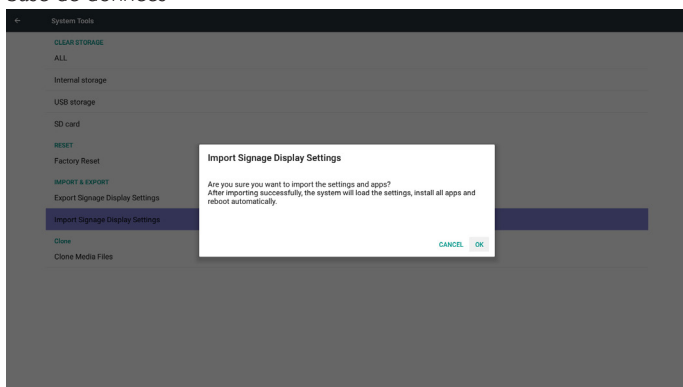 System Tools
CLEAR STORAGE
ALL
Internal storage
USB storage
SD card
RESET
Factory Reset
IMPORT & EXPORT
Export Signage Display Settings
Import Signage Display Settings
Clone
Clone Media Files
Import Signage Display Settings
Are you sure you want to import the settings and apps?
After importing successfully, the system will load the settings, install all apps and
reboot automatically.
CANCEL OK